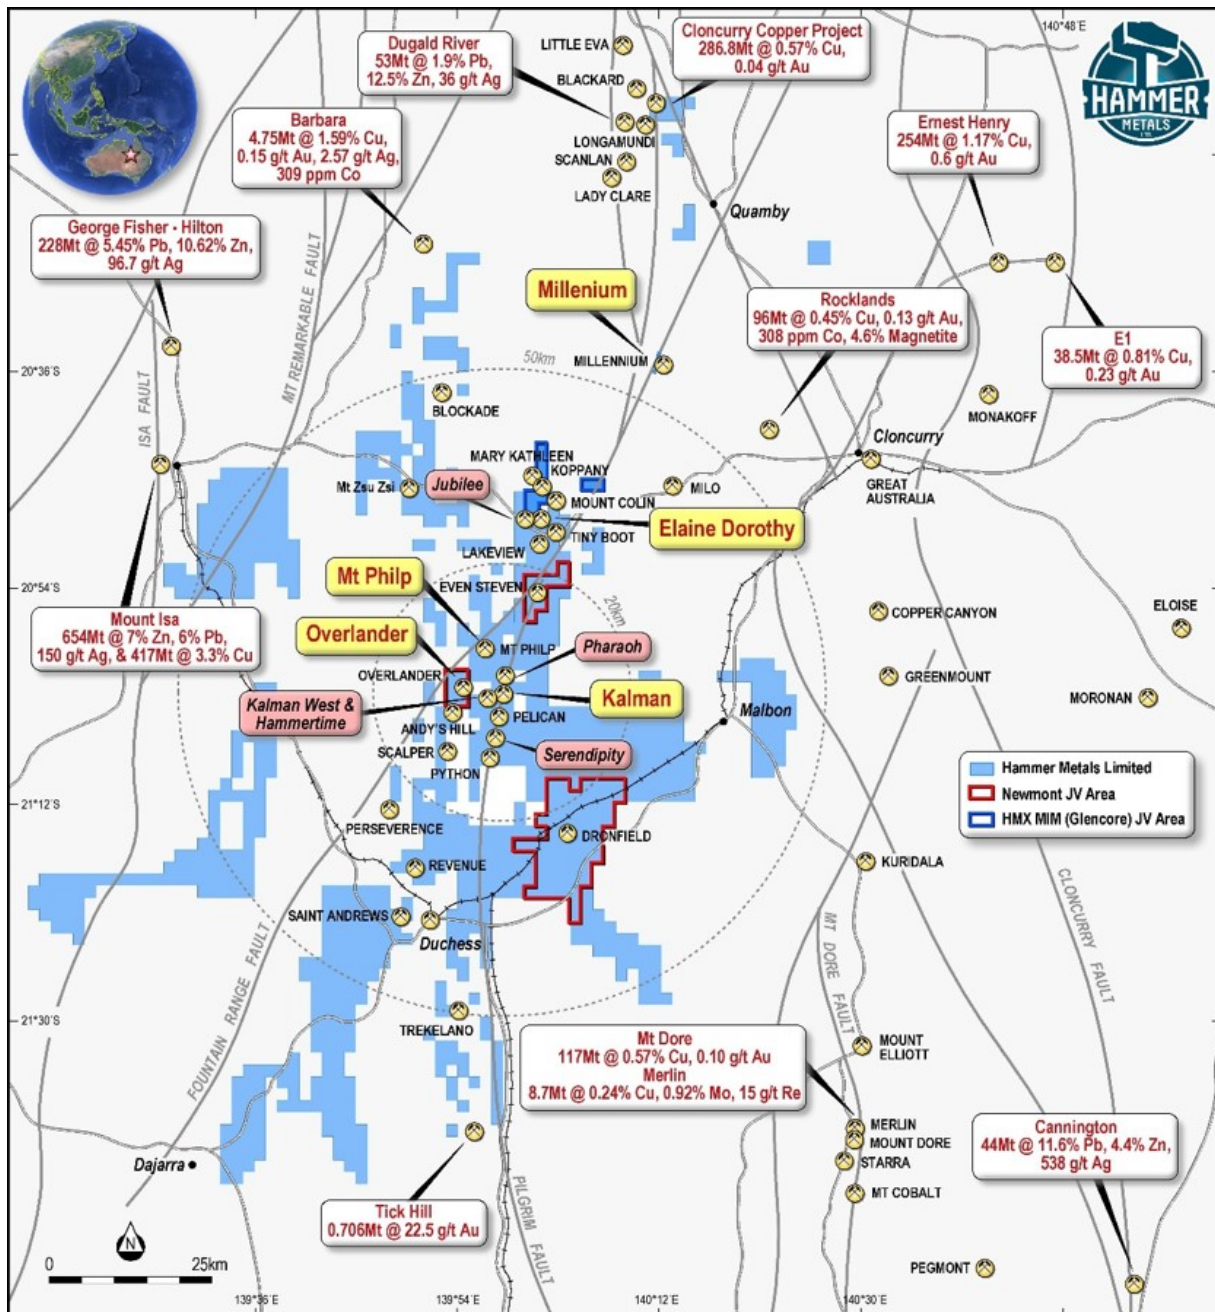 140°48'E
HAMMER
METALS
LTD
LITTLE EVA
Dugald River
53Mt @ 1.9% Pb,
12.5% Zn, 36 g/t Ag
Cloncurry Copper Project
286.8Mt @ 0.57% Cu,
0.04 g/t Au
BLACKARD
Barbara
4.75Mt @ 1.59% Cu,
0.15 g/t Au, 2.57 g/t Ag,
309 ppm Co
LONGAMUNDI
SCANLAN
LADY CLARE
Ernest Henry
254Mt @ 1.17% Cu,
0.6 g/t Au
Quamby
George Fisher - Hilton
228Mt @ 5.45% Pb, 10.62% Zn,
96.7 g/t Ag
MT REMARKABLE FAULT
Millenium
Rocklands
96Mt @ 0.45% Cu, 0.13 g/t Au,
308 ppm Co, 4.6% Magnetite
E1
38.5Mt @ 0.81% Cu,
0.23 g/t Au
50km
MILLENNIUM
20°36'S
ISA FAULT
BLOCKADE
MONAKOFF
Cloncurry
MARY KATHLEEN
KOPPANY
Jubilee
Mt Zsu Zsi
MILO
GREAT
AUSTRALIA
MOUNT COLIN
Elaine Dorothy
TINY BOOT
LAKEVIEW
20°54'S
Mt Philp
EVEN STEVEN
20km
COPPER CANYON
ELOISE
Mount Isa
654Mt @ 7% Zn, 6% Pb,
150 g/t Ag, & 417Mt @ 3.3% Cu
Overlander
MT PHILP
Pharaoh
OVERLANDER
GREENMOUNT
Kalman West &
Hammertime
Kalman
MORONAN
ANDY'S HILL
PELICAN
Malbon
SCALPER
Serendipity
PYTHON
Hammer Metals Limited
Newmont JV Area
HMX MIM (Glencore) JV Area
21°12'S
PERSEVERENCE
DRONFIELD
REVENUE
KURIDALA
SAINT ANDREWS
Duchess
FOUNTAIN RANGE FAULT
MT DORE FAULT
CLONCURRY FAULT
21°30'S
TREKELANO
Mt Dore
117Mt @ 0.57% Cu, 0.10 g/t Au
Merlin
8.7Mt @ 0.24% Cu, 0.92% Mo, 15 g/t Re
MOUNT
ELLIOTT
MERLIN
MOUNT DORE
STARRA
MT COBALT
Cannington
44Mt @ 11.6% Pb, 4.4% Zn,
538 g/t Ag
Dajarra
Tick Hill
0.706Mt @ 22.5 g/t Au
PILGRIM FAULT
N
0 25km
PEGMONT
139°36'E
139°54'E
140°12'E
140°30'E